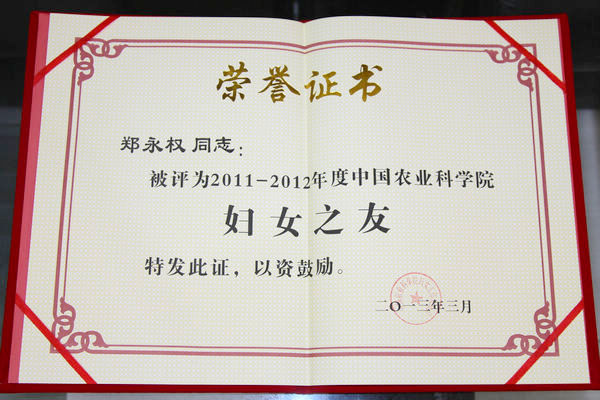 荣誉证书
郑永权 同志：
被评为2011-2012年度中国农业科学院
妇女之友
特发此证，以资鼓励。
二〇一三年三月